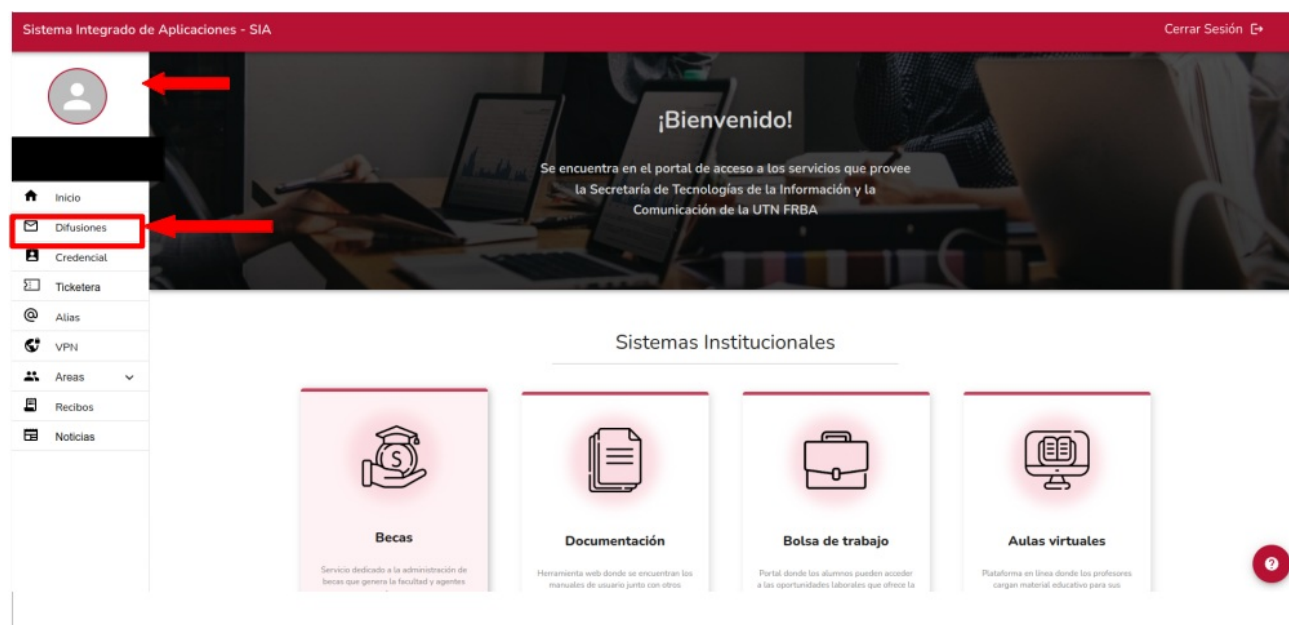 Sistema Integrado de Aplicaciones - SIA
Cerrar Sesión
¡Bienvenido!
Se encuentra en el portal de acceso a los servicios que provee
la Secretaría de Tecnologías de la Información y la
Comunicación de la UTN FRBA
Inicio
Difusiones
Credencial
Ticketera
Alias
VPN
Areas
Recibos
Noticias
Sistemas Institucionales
Becas
Servicio dedicado a la administración de
becas que genera la facultad y agentes
Documentación
Herramienta web donde se encuentran los
manuales de usuario junto con otros
Bolsa de trabajo
Portal donde los alumnos pueden acceder
a las oportunidades laborales que ofrece la
Aulas virtuales
Plataforma en línea donde los profesores
cargan material educativo para sus